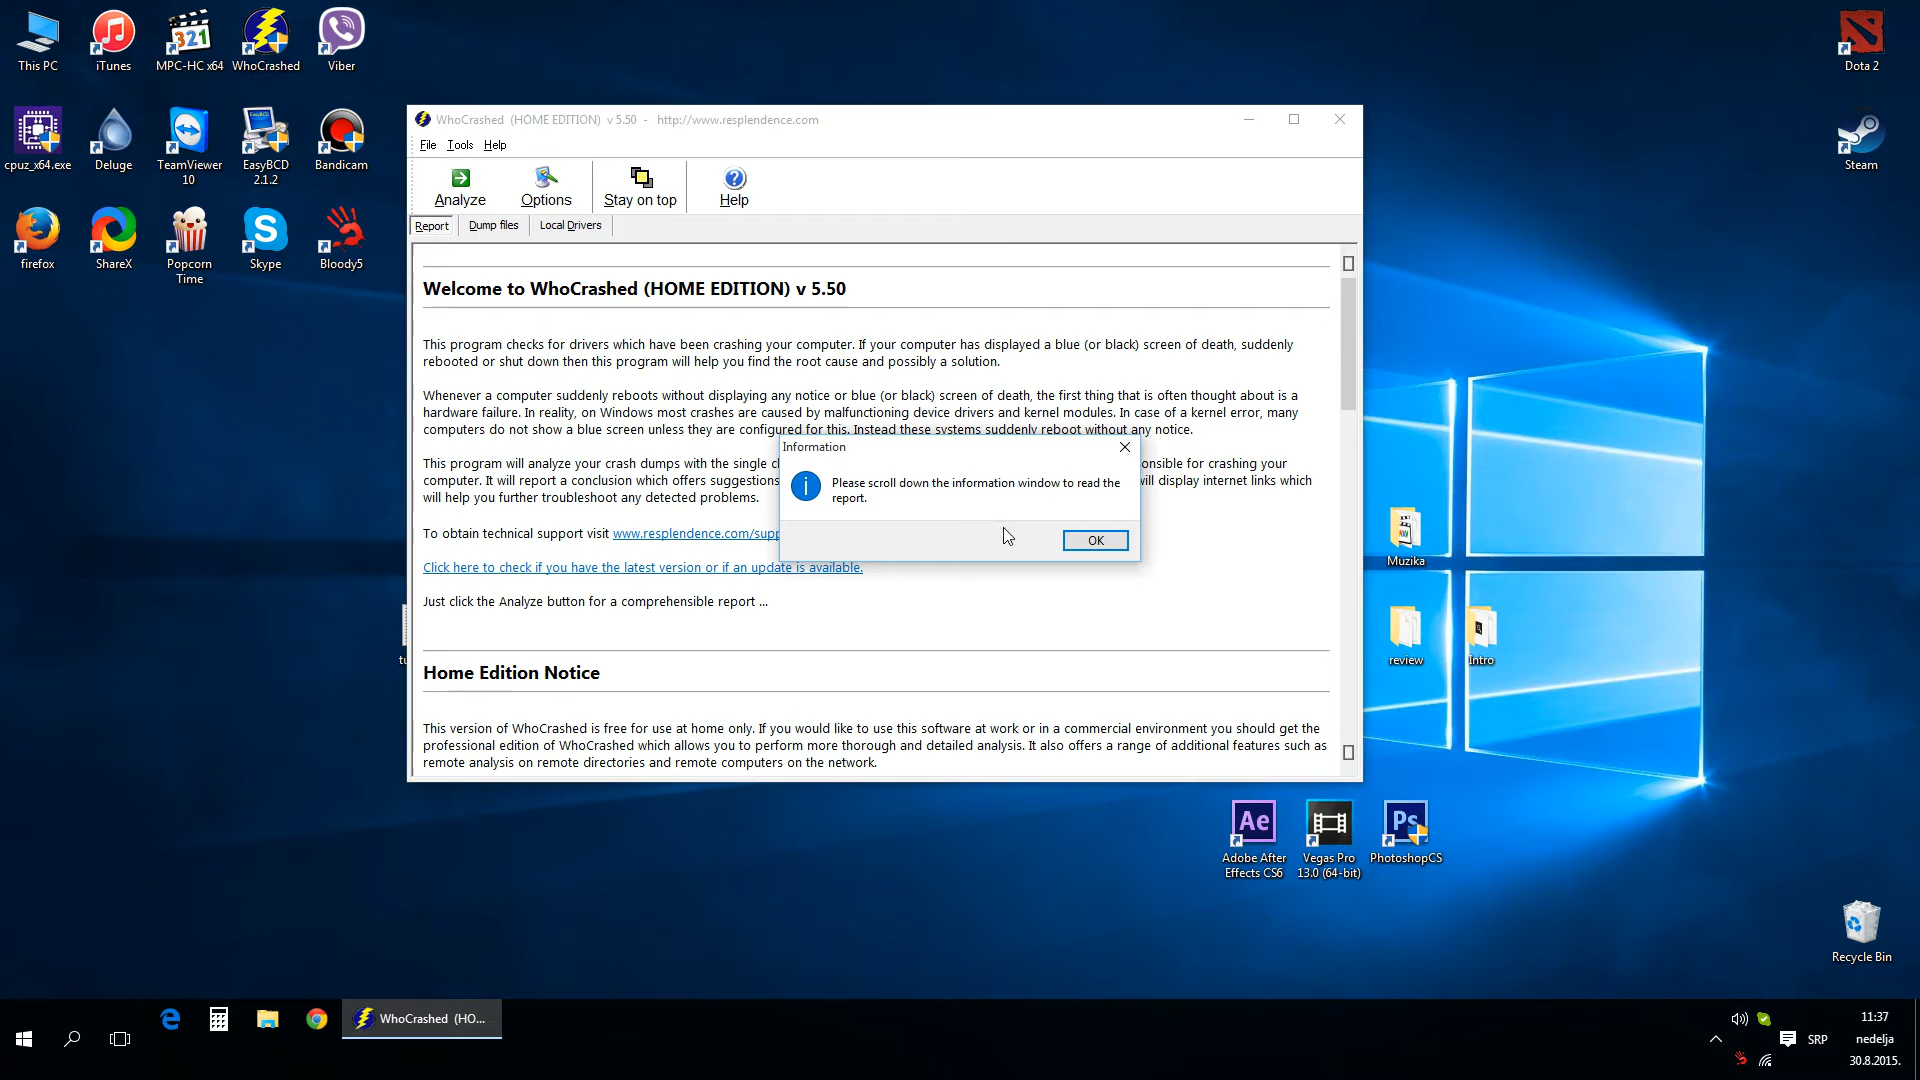 This PC
iTunes
MPC-HC x64
WhoCrashed
Viber
Dota 2
cpuz_x64.exe
Deluge
TeamViewer
10
EasyBCD
2.1.2
Bandicam
Steam
firefox
ShareX
Popcorn
Time
Skype
Bloody5
WhoCrashed (HOME EDITION) v 5.50 - http://www.resplendence.com
File Tools Help
Analyze Options Stay on top Help
Report Dump files Local Drivers
Welcome to WhoCrashed (HOME EDITION) v 5.50
This program checks for drivers which have been crashing your computer. If your computer has displayed a blue (or black) screen of death, suddenly
rebooted or shut down then this program will help you find the root cause and possibly a solution.
Whenever a computer suddenly reboots without displaying any notice or blue (or black) screen of death, the first thing that is often thought about is a
hardware failure. In reality, on Windows most crashes are caused by malfunctioning device drivers and kernel modules. In case of a kernel error, many
computers do not show a blue screen unless they are configured for this. Instead these systems suddenly reboot without any notice.
This program will analyze your crash dumps with the single onsible for crashing your
computer. It will report a conclusion which offers suggestions will display internet links which
will help you further troubleshoot any detected problems.
To obtain technical support visit www.resplendence.com/supp
Click here to check if you have the latest version or if an update is available.
Just click the Analyze button for a comprehensible report ...
Information
Please scroll down the information window to read the
report.
OK
Home Edition Notice
This version of WhoCrashed is free for use at home only. If you would like to use this software at work or in a commercial environment you should get the
professional edition of WhoCrashed which allows you to perform more thorough and detailed analysis. It also offers a range of additional features such as
remote analysis on remote directories and remote computers on the network.
Muzika
review
Intro
Ae
Ps
Adobe After
Effects CS6
Vegas Pro
13.0 (64-bit)
PhotoshopCS
Recycle Bin
WhoCrashed (HO...
SRP
11:37
nedelja
30.8.2015.